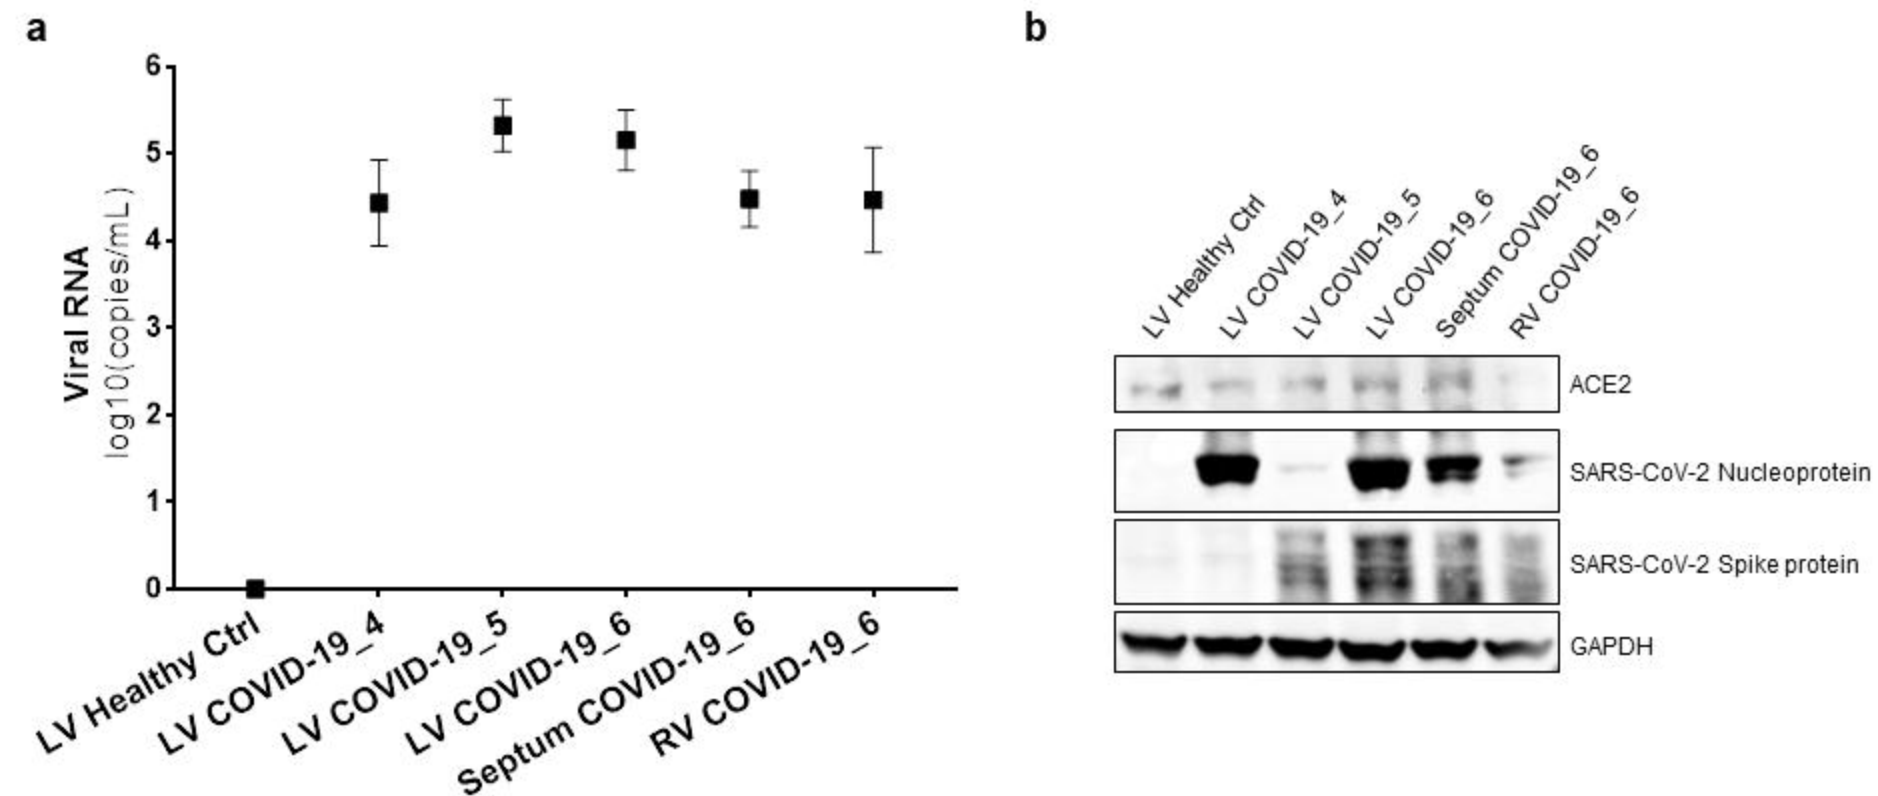 a
6
5
4
3
2
1
0
Viral RNA
log10(copies/mL)
LV Healthy Ctrl
LV COVID-19_4
LV COVID-19_5
LV COVID-19_6
Septum COVID-19_6
RV COVID-19_6
b
LV Healthy Ctrl
LV COVID-19_4
LV COVID-19_5
LV COVID-19_6
Septum COVID-19_6
RV COVID-19_6
ACE2
SARS-CoV-2 Nucleoprotein
SARS-CoV-2 Spike protein
GAPDH